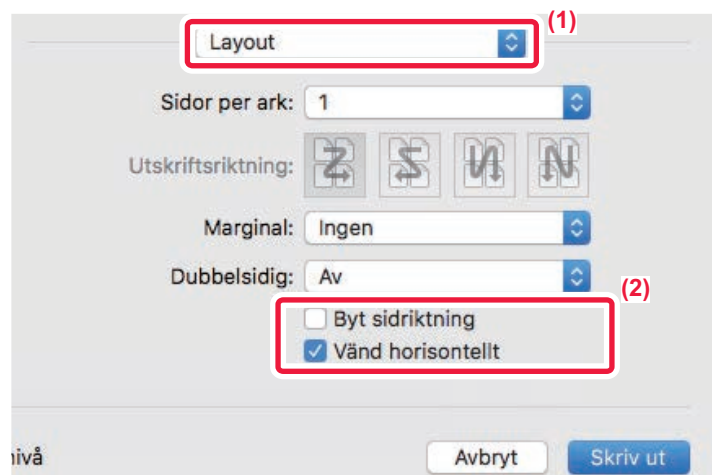 (1)
Layout
Sidor per ark: 1
Utskriftsriktning:
Marginal: Ingen
Dubbelsidig: Av
(2)
Byt sidriktning
Vänd horisontellt
ivå Avbryt Skriv ut